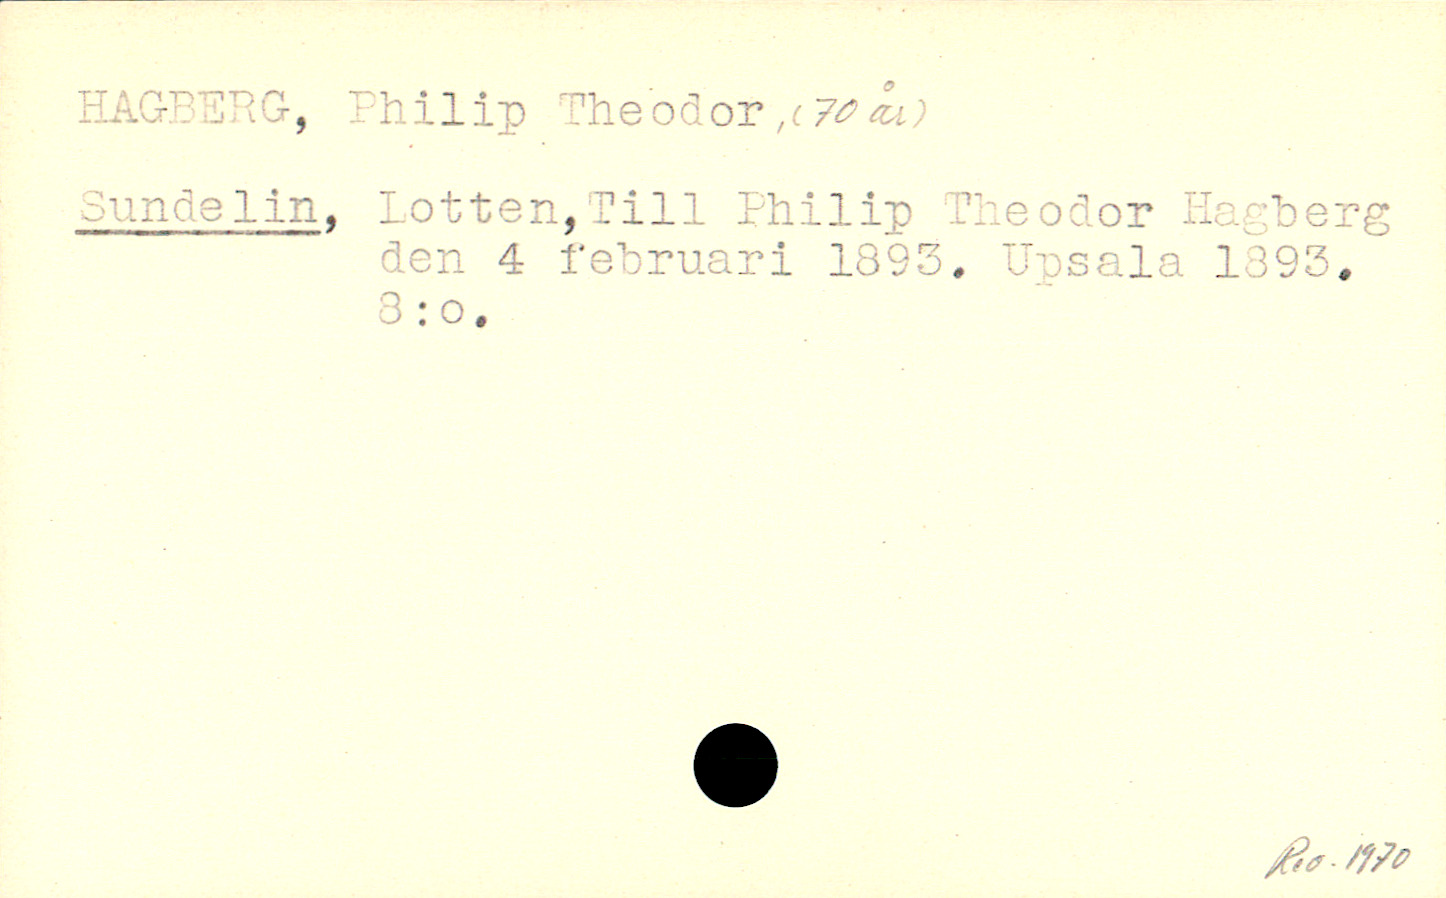 HAGBERG, Philip Theodor, (70 år)
Sundelin, Lotten, Till Philip Theodor Hagberg
den 4 februari 1893. Upsala 1893.
8:o.
Rev. 1970